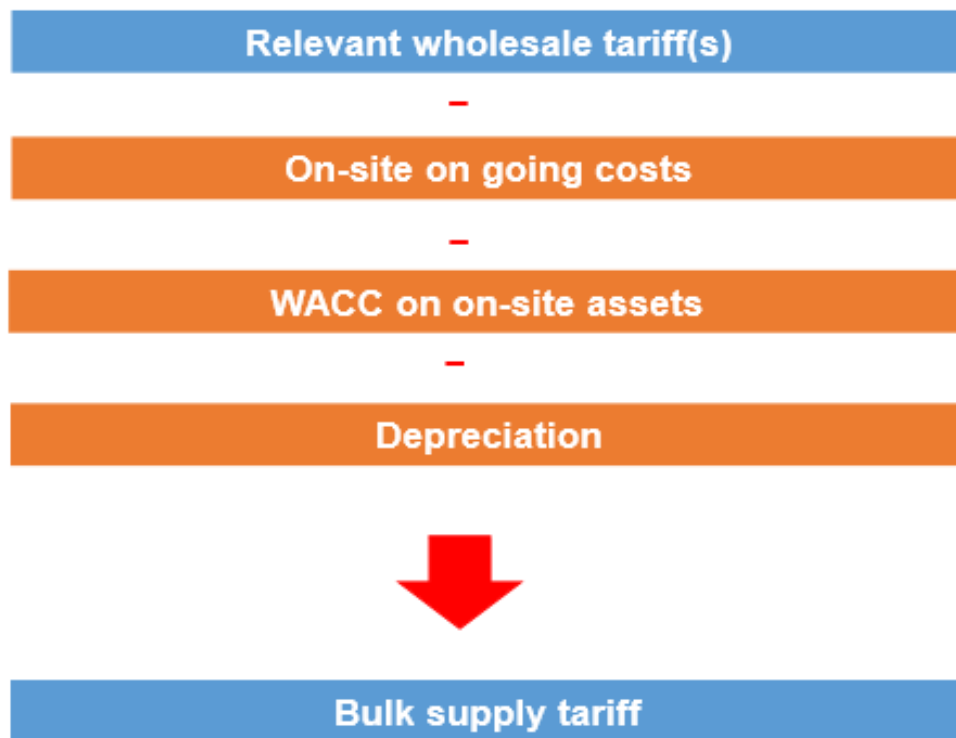 Relevant wholesale tariff(s)
–
On-site on going costs
–
WACC on on-site assets
–
Depreciation
Bulk supply tariff